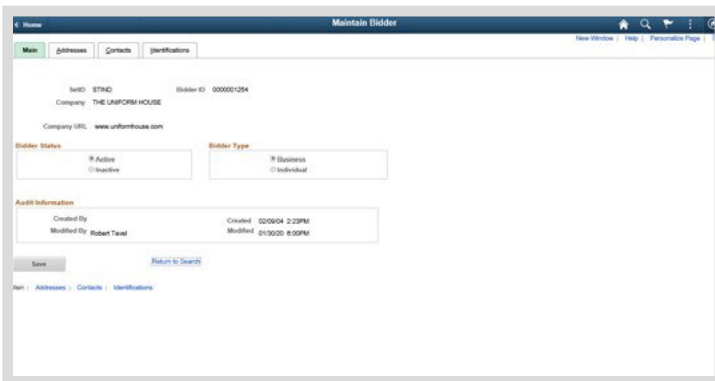 Home
Maintain Bidder
New Window | Help | Personalize Page |
Main Addresses Contacts Identifications
SetID STIND Bidder ID 0000001254
Company THE UNIFORM HOUSE
Company URL www.uniformhouse.com
Bidder Status Bidder Type
Active Business
Inactive Individual
Audit Information
Created By Created 02/09/04 2:23PM
Modified By Robert Tavel Modified 01/30/20 6:00PM
Save Return to Search
Main | Addresses | Contacts | Identifications